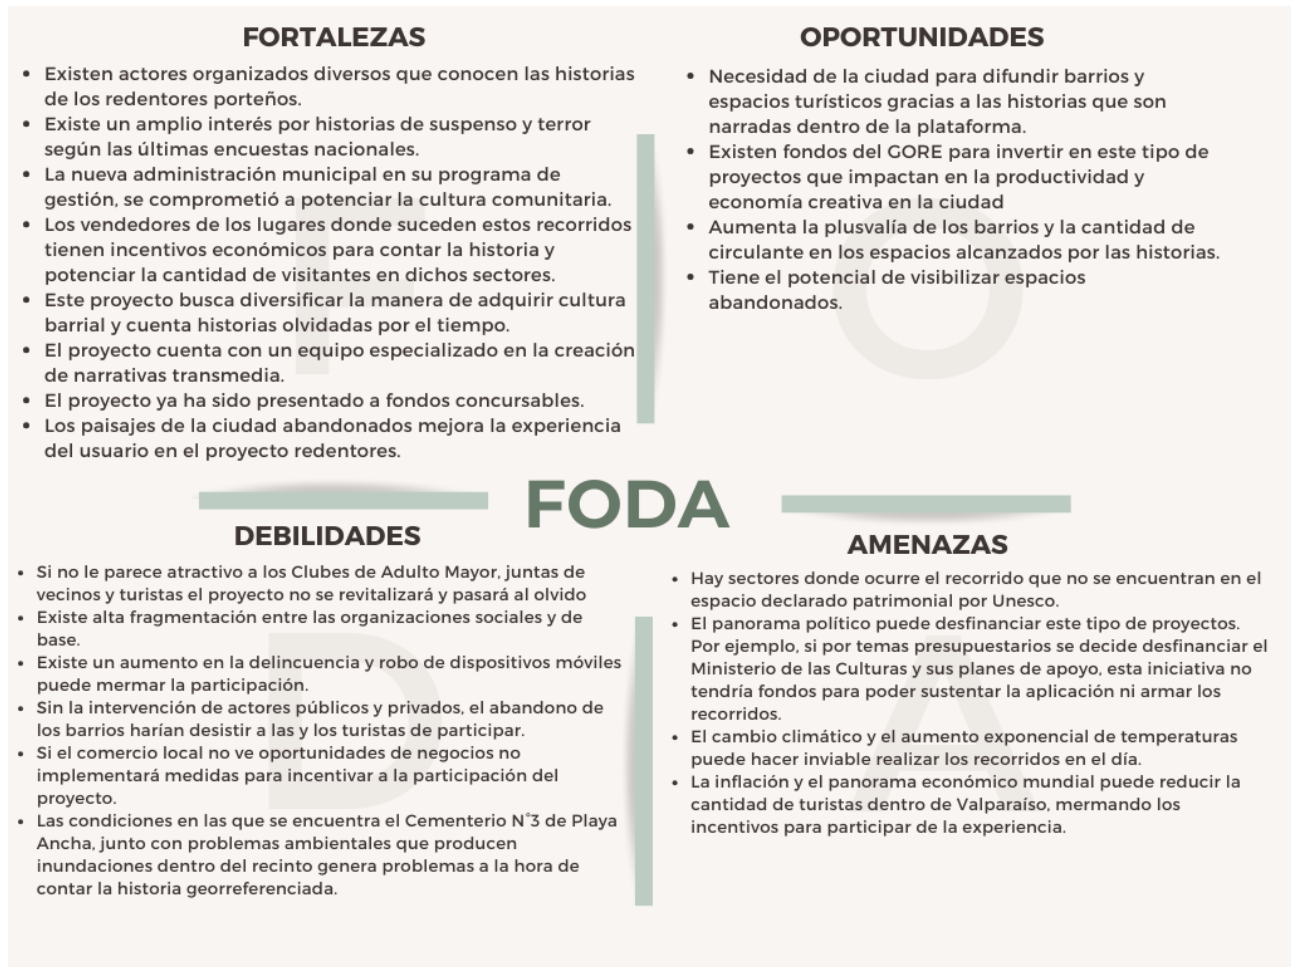 FORTALEZAS
• Existen actores organizados diversos que conocen las historias
de los redentores porteños.
• Existe un amplio interés por historias de suspenso y terror
según las últimas encuestas nacionales.
• La nueva administración municipal en su programa de
gestión, se comprometió a potenciar la cultura comunitaria.
• Los vendedores de los lugares donde suceden estos recorridos
tienen incentivos económicos para contar la historia y
potenciar la cantidad de visitantes en dichos sectores.
• Este proyecto busca diversificar la manera de adquirir cultura
barrial y cuenta historias olvidadas por el tiempo.
• El proyecto cuenta con un equipo especializado en la creación
de narrativas transmedia.
• El proyecto ya ha sido presentado a fondos concursables.
• Los paisajes de la ciudad abandonados mejora la experiencia
del usuario en el proyecto redentores.
F
OPORTUNIDADES
• Necesidad de la ciudad para difundir barrios y
espacios turísticos gracias a las historias que son
narradas dentro de la plataforma.
• Existen fondos del GORE para invertir en este tipo de
proyectos que impactan en la productividad y
economía creativa en la ciudad
• Aumenta la plusvalía de los barrios y la cantidad de
circulante en los espacios alcanzados por las historias.
• Tiene el potencial de visibilizar espacios
abandonados.
O
FODA
DEBILIDADES
• Si no le parece atractivo a los Clubes de Adulto Mayor, juntas de
vecinos y turistas el proyecto no se revitalizará y pasará al olvido
• Existe alta fragmentación entre las organizaciones sociales y de
base.
• Existe un aumento en la delincuencia y robo de dispositivos móviles
puede mermar la participación.
• Sin la intervención de actores públicos y privados, el abandono de
los barrios harían desistir a las y los turistas de participar.
• Si el comercio local no ve oportunidades de negocios no
implementará medidas para incentivar a la participación del
proyecto.
• Las condiciones en las que se encuentra el Cementerio N°3 de Playa
Ancha, junto con problemas ambientales que producen
inundaciones dentro del recinto genera problemas a la hora de
contar la historia georreferenciada.
D
AMENAZAS
• Hay sectores donde ocurre el recorrido que no se encuentran en el
espacio declarado patrimonial por Unesco.
• El panorama político puede desfinanciar este tipo de proyectos.
Por ejemplo, si por temas presupuestarios se decide desfinanciar el
Ministerio de las Culturas y sus planes de apoyo, esta iniciativa no
tendría fondos para poder sustentar la aplicación ni armar los
recorridos.
• El cambio climático y el aumento exponencial de temperaturas
puede hacer inviable realizar los recorridos en el día.
• La inflación y el panorama económico mundial puede reducir la
cantidad de turistas dentro de Valparaíso, mermando los
incentivos para participar de la experiencia.
A